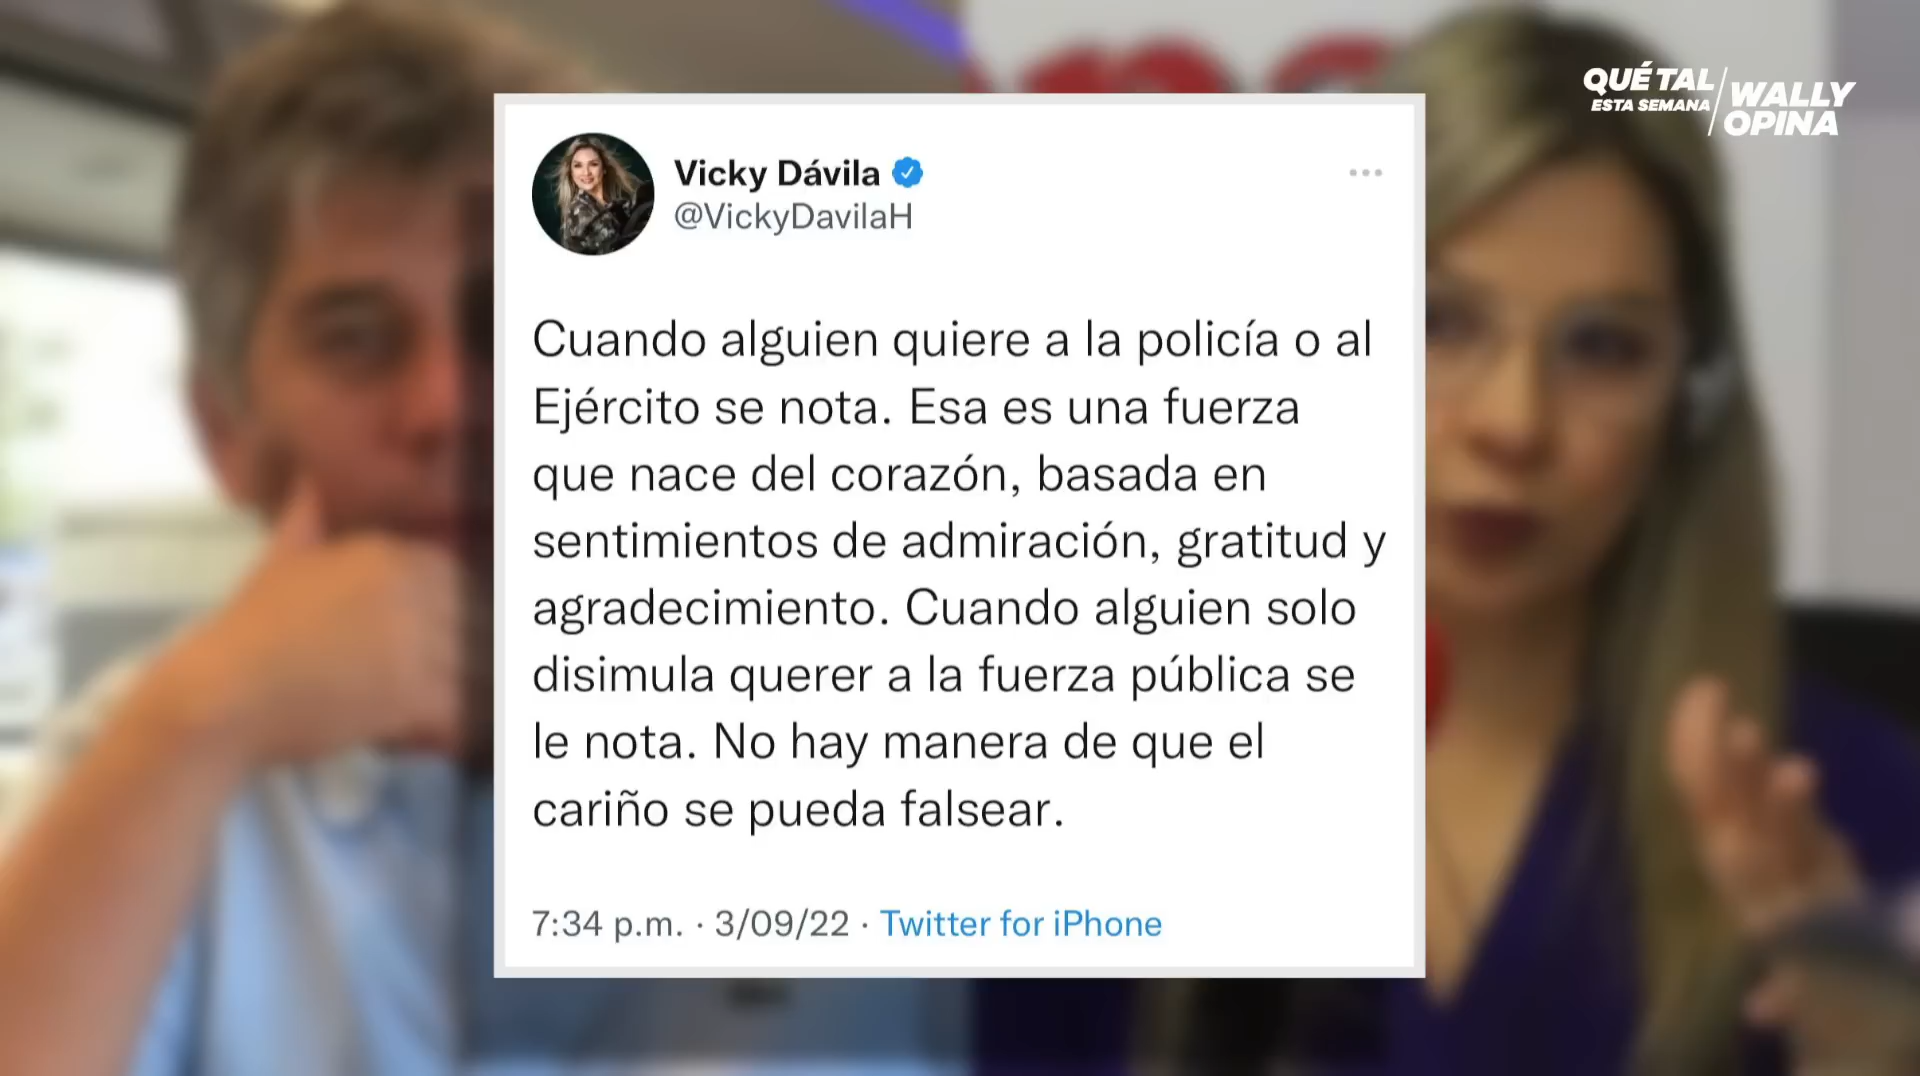 QUÉ TAL
ESTA SEMANA
WALLY
OPINA
Vicky Dávila
@VickyDavilaH
Cuando alguien quiere a la policía o al
Ejército se nota. Esa es una fuerza
que nace del corazón, basada en
sentimientos de admiración, gratitud y
agradecimiento. Cuando alguien solo
disimula querer a la fuerza pública se
le nota. No hay manera de que el
cariño se pueda falsear.
7:34 p.m. · 3/09/22 · Twitter for iPhone